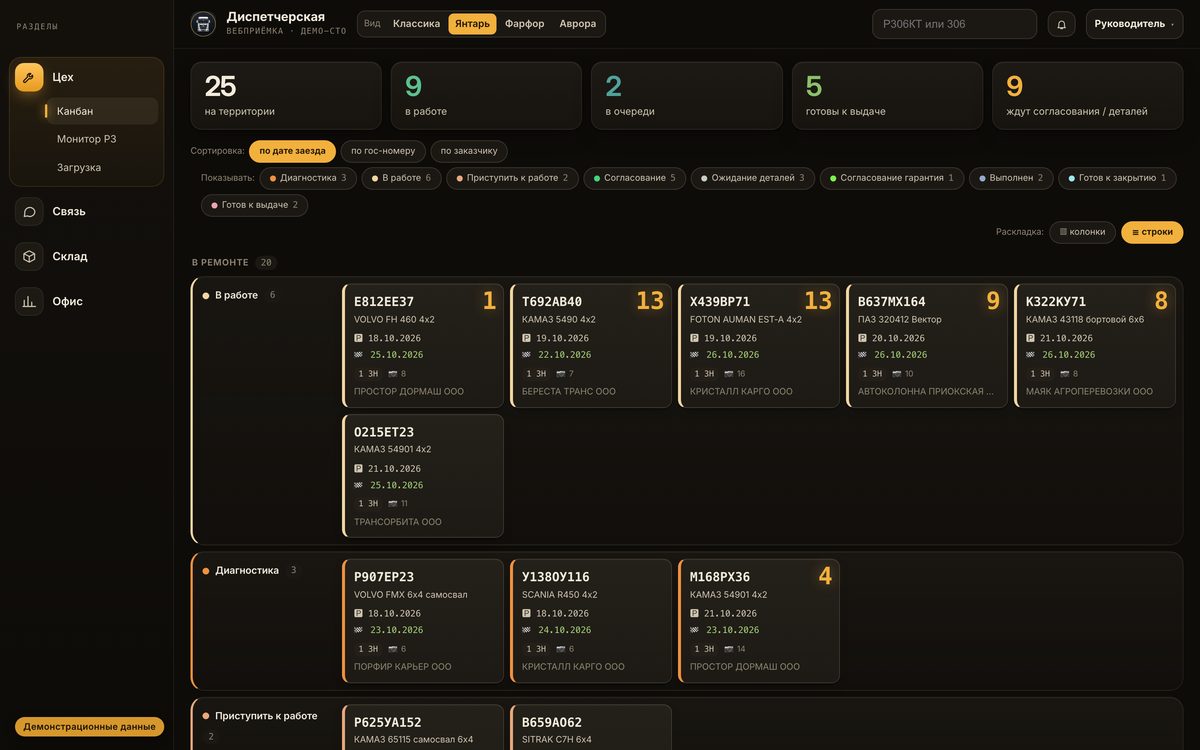 РАЗДЕЛЫ
Цех
Канбан
Монитор РЗ
Загрузка
Связь
Склад
Офис
Демонстрационные данные
Диспетчерская
ВЕБПРИЁМКА · ДЕМО-СТО
Вид Классика Янтарь Фарфор Аврора
Р306КТ или 306
Руководитель
25
на территории
9
в работе
2
в очереди
5
готовы к выдаче
9
ждут согласования / деталей
Сортировка: по дате заезда по гос-номеру по заказчику
Показывать: Диагностика 3 В работе 6 Приступить к работе 2 Согласование 5 Ожидание деталей 3 Согласование гарантия 1 Выполнен 2 Готов к закрытию 1
Готов к выдаче 2
Раскладка: колонки строки
В РЕМОНТЕ 20
В работе 6
Е812ЕЕ37 1
VOLVO FH 460 4x2
P 18.10.2026
25.10.2026
1 ЗН 8
ПРОСТОР ДОРМАШ ООО
Т692АВ40 13
КАМАЗ 5490 4x2
P 19.10.2026
22.10.2026
1 ЗН 7
БЕРЕСТА ТРАНС ООО
Х439ВР71 13
FOTON AUMAN EST-A 4x2
P 19.10.2026
26.10.2026
1 ЗН 16
КРИСТАЛЛ КАРГО ООО
В637МХ164 9
ПАЗ 320412 Вектор
P 20.10.2026
26.10.2026
1 ЗН 10
АВТОКОЛОННА ПРИОКСКАЯ ...
К322КУ71 8
КАМАЗ 43118 бортовой 6x6
P 21.10.2026
26.10.2026
1 ЗН 8
МАЯК АГРОПЕРЕВОЗКИ ООО
О215ЕТ23
КАМАЗ 54901 4x2
P 21.10.2026
25.10.2026
1 ЗН 11
ТРАНСОРБИТА ООО
Диагностика 3
Р907ЕР23
VOLVO FMX 6x4 самосвал
P 18.10.2026
23.10.2026
1 ЗН 6
ПОРФИР КАРЬЕР ООО
У138ОУ116
SCANIA R450 4x2
P 18.10.2026
24.10.2026
1 ЗН 6
КРИСТАЛЛ КАРГО ООО
М168РХ36 4
КАМАЗ 54901 4x2
P 21.10.2026
23.10.2026
1 ЗН 14
ПРОСТОР ДОРМАШ ООО
Приступить к работе
2
Р625УА152
КАМАЗ 65115 самосвал 6x4
В659АО62
SITRAK C7H 6x4